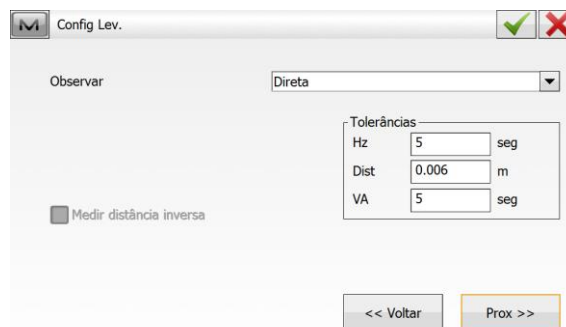 Config Lev.
Observar Direta
Tolerâncias
Hz 5 seg
Dist 0.006 m
VA 5 seg
Medir distância inversa
<< Voltar Prox >>